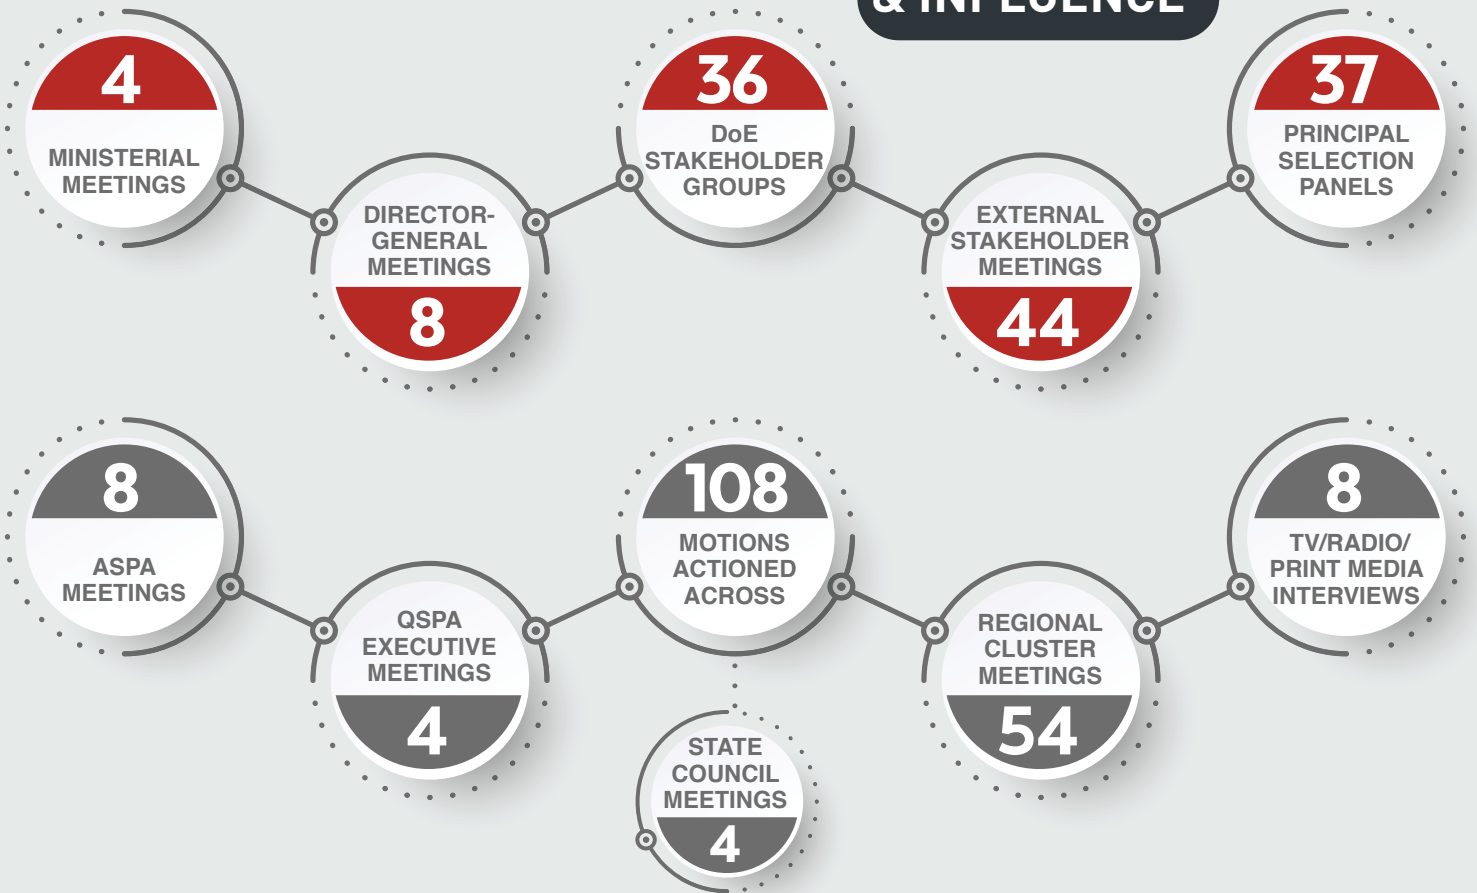 & INFLUENCE
4
MINISTERIAL
MEETINGS
DIRECTOR-
GENERAL
MEETINGS
8
36
DoE
STAKEHOLDER
GROUPS
EXTERNAL
STAKEHOLDER
MEETINGS
44
37
PRINCIPAL
SELECTION
PANELS
8
ASPA
MEETINGS
QSPA
EXECUTIVE
MEETINGS
4
108
MOTIONS
ACTIONED
ACROSS
STATE
COUNCIL
MEETINGS
4
REGIONAL
CLUSTER
MEETINGS
54
8
TV/RADIO/
PRINT MEDIA
INTERVIEWS